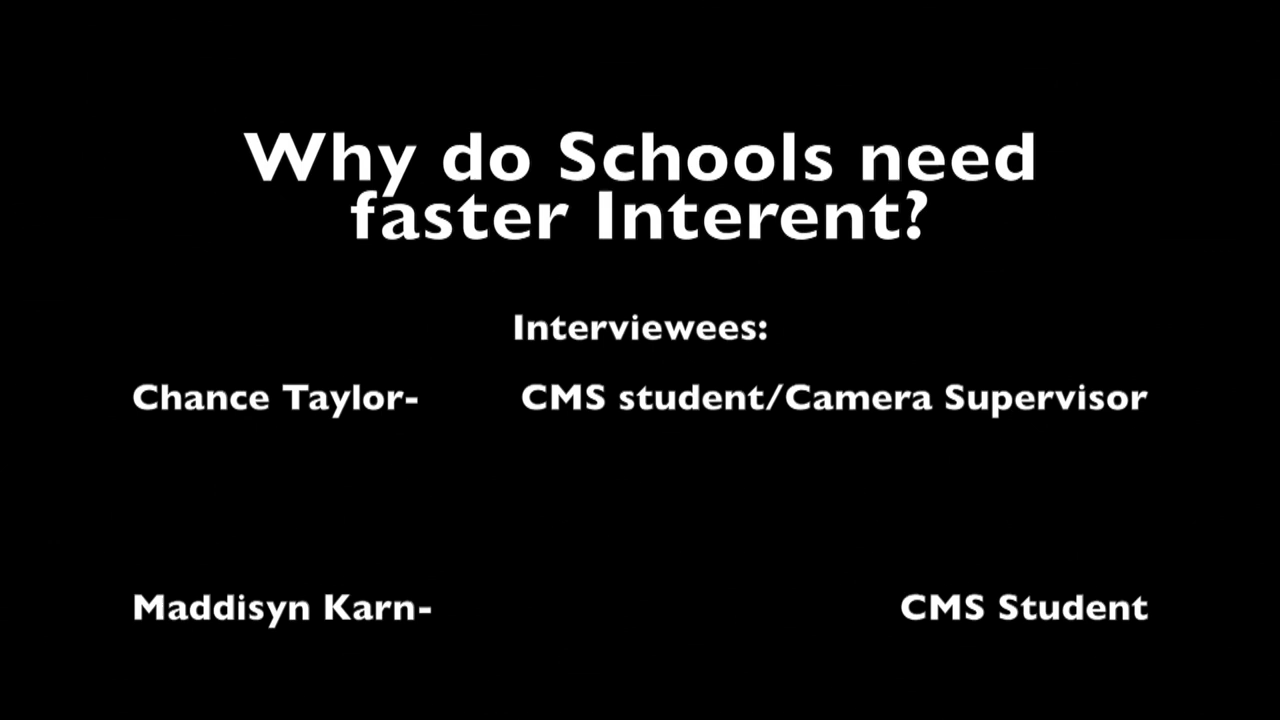 Why do Schools need
faster Interent?
Interviewees:
Chance Taylor- CMS student/Camera Supervisor
Maddisyn Karn- CMS Student